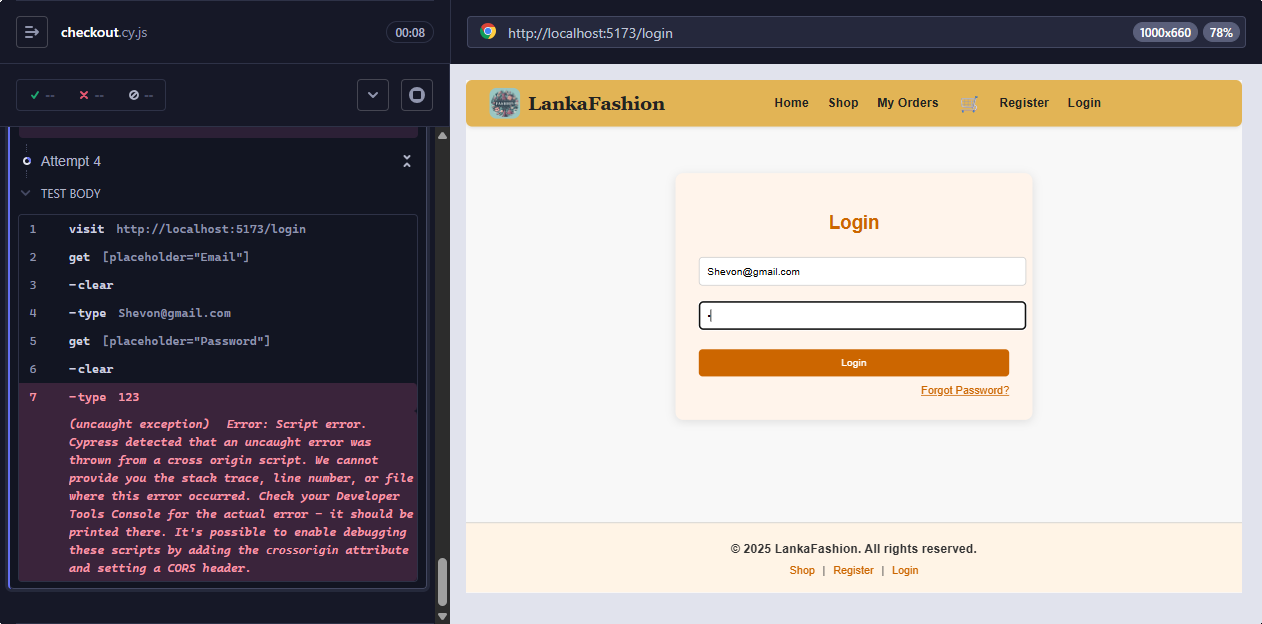 checkout.cy.js
00:08
-- -- --
Attempt 4
TEST BODY
1 visit http://localhost:5173/login
2 get [placeholder="Email"]
3 -clear
4 -type Shevon@gmail.com
5 get [placeholder="Password"]
6 -clear
7 -type 123
(uncaught exception) Error: Script error.
Cypress detected that an uncaught error was
thrown from a cross origin script. We cannot
provide you the stack trace, line number, or file
where this error occurred. Check your Developer
Tools Console for the actual error - it should be
printed there. It's possible to enable debugging
these scripts by adding the crossorigin attribute
and setting a CORS header.
http://localhost:5173/login
1000x660 78%
FASHION
LankaFashion
Home Shop My Orders Register Login
Login
Shevon@gmail.com
Login
Forgot Password?
© 2025 LankaFashion. All rights reserved.
Shop | Register | Login